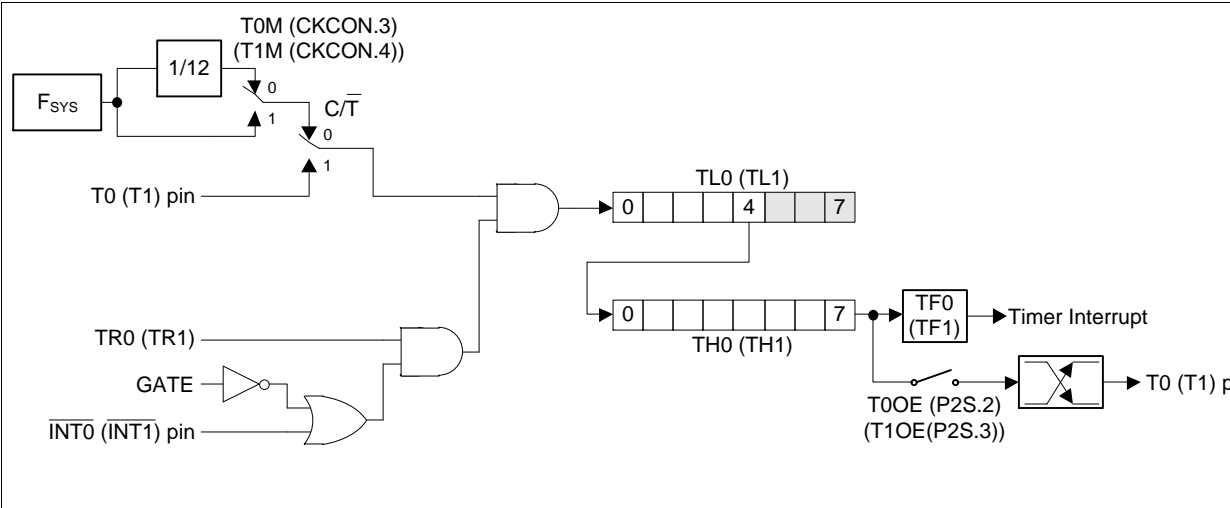 T0M (CKCON.3)
(T1M (CKCON.4))
1/12
FSYS
0
1
C/T̅
0
1
T0 (T1) pin
TL0 (TL1)
0
4
7
0
7
TH0 (TH1)
TF0
(TF1)
Timer Interrupt
TR0 (TR1)
GATE
I̅N̅T̅0̅ (I̅N̅T̅1̅) pin
T0OE (P2S.2)
(T1OE(P2S.3))
T0 (T1) p